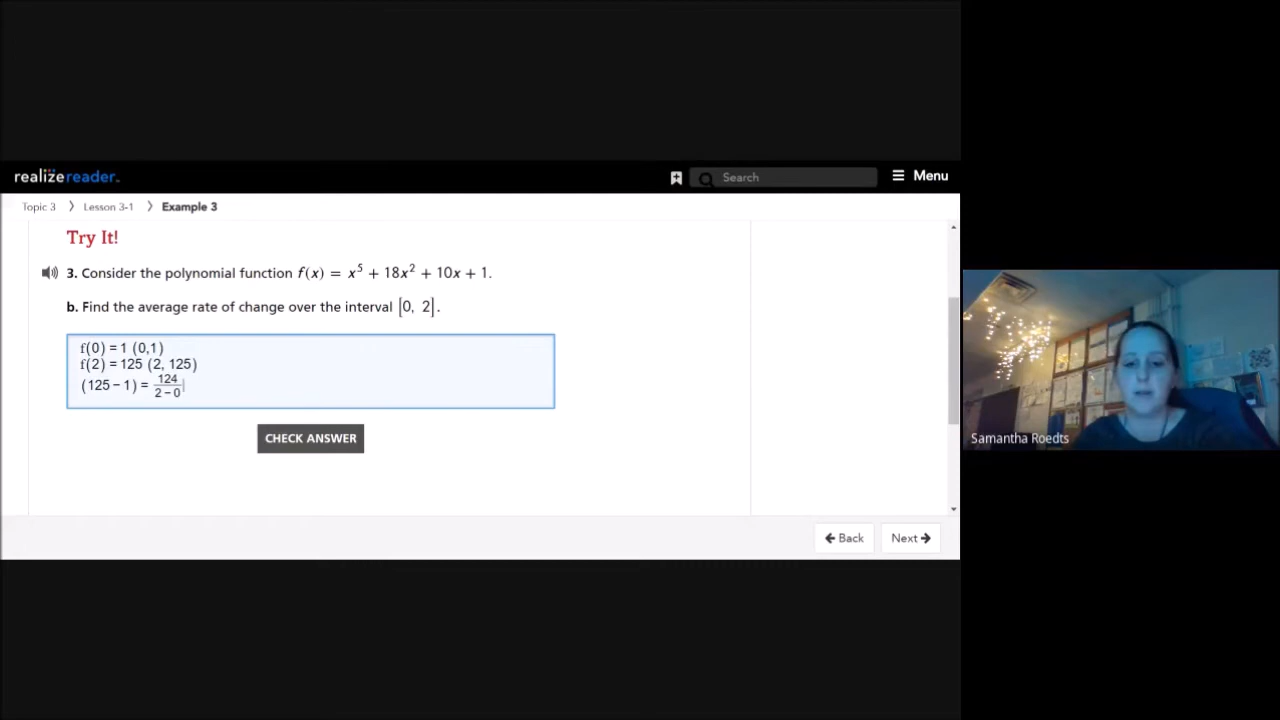 realizereader.
Search
Menu
Topic 3 > Lesson 3-1 > Example 3
Try It!
3. Consider the polynomial function f(x) = x⁵ + 18x² + 10x + 1.
b. Find the average rate of change over the interval [0, 2].
f(0) = 1 (0,1)
f(2) = 125 (2, 125)
(125 − 1) = 124/(2 − 0)
CHECK ANSWER
Back
Next
Samantha Roedts